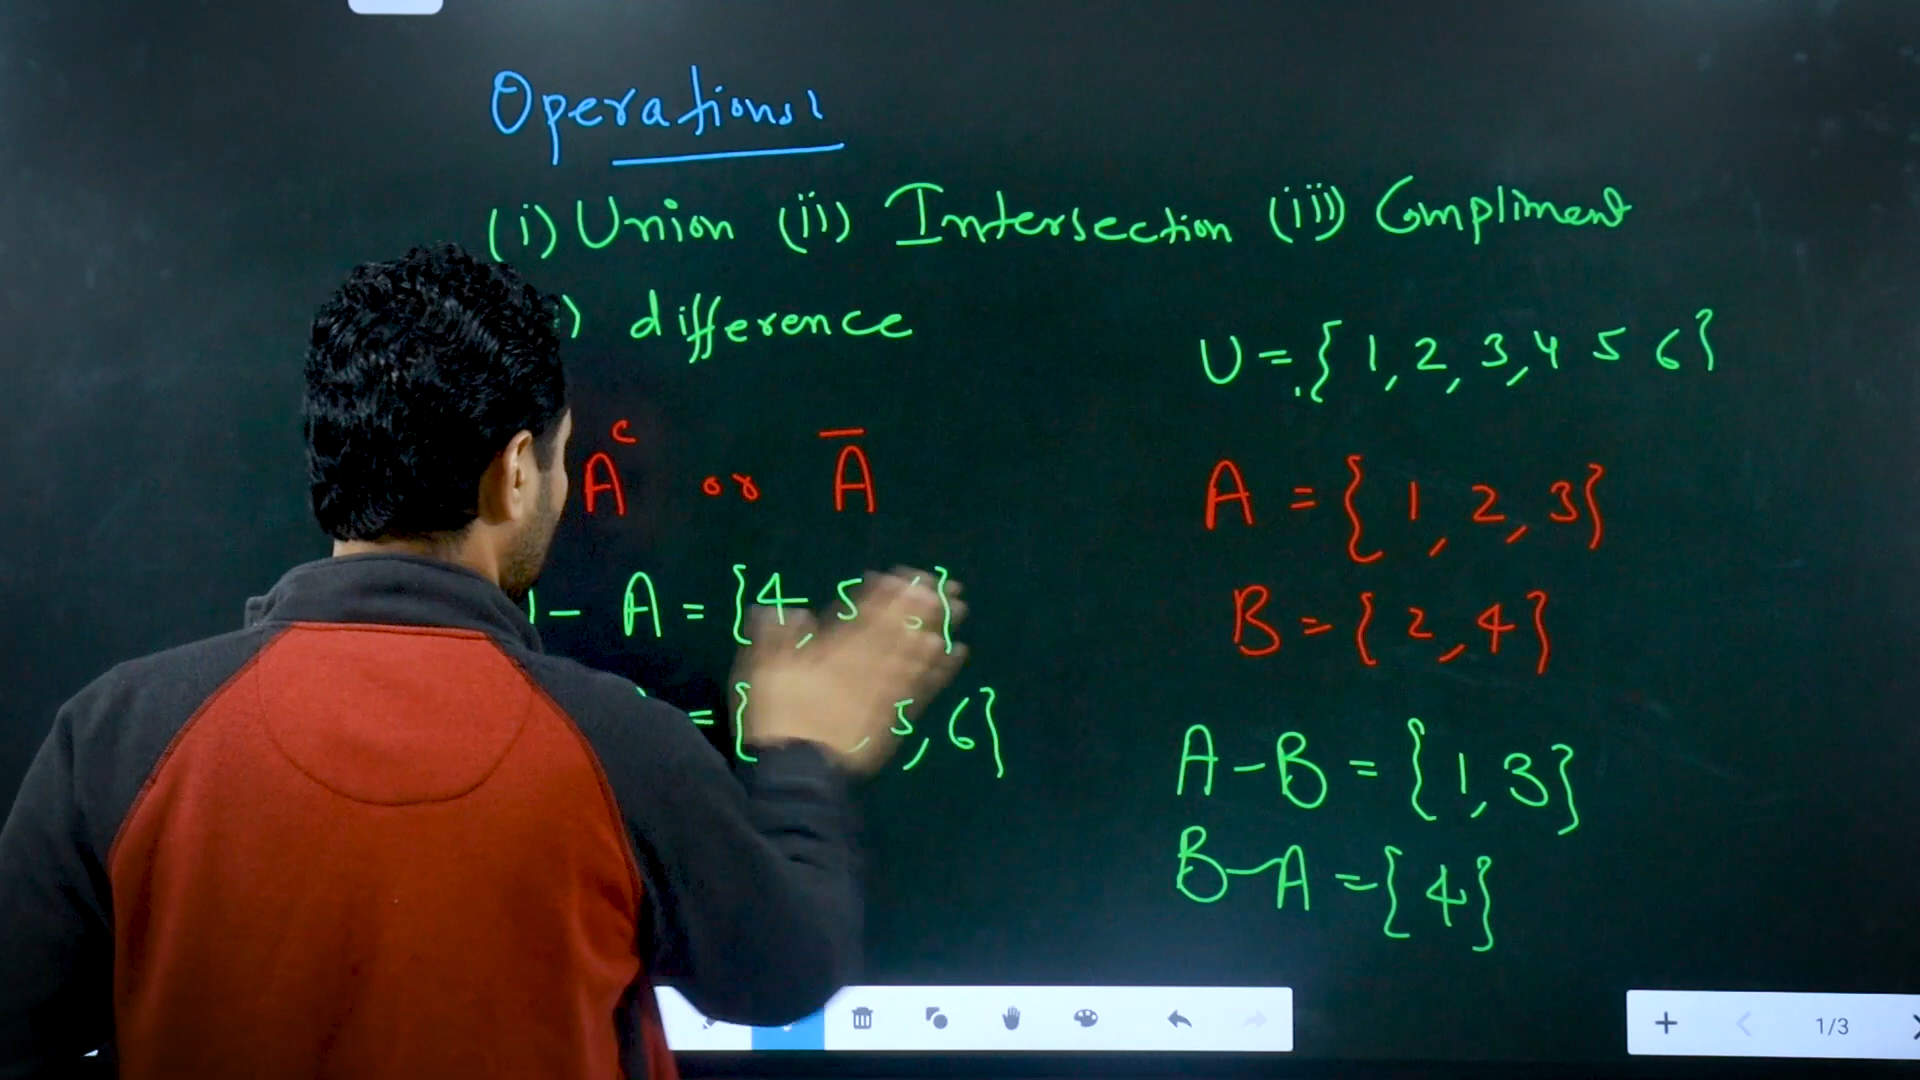 Operations:
(i) Union (ii) Intersection (iii) Compliment
) difference
U = { 1, 2, 3, 4 5 6 }
A^c or A̅
A = { 1, 2, 3 }
- A = { 4, 5 6 }
B = { 2, 4 }
= { , 5, 6 }
A - B = { 1, 3 }
B - A = { 4 }
1/3